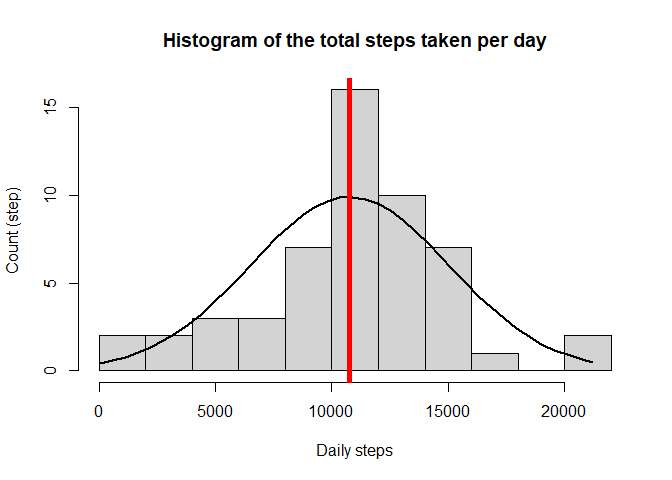 Histogram of the total steps taken per day
Count (step)
15
10
5
0
0 5000 10000 15000 20000
Daily steps